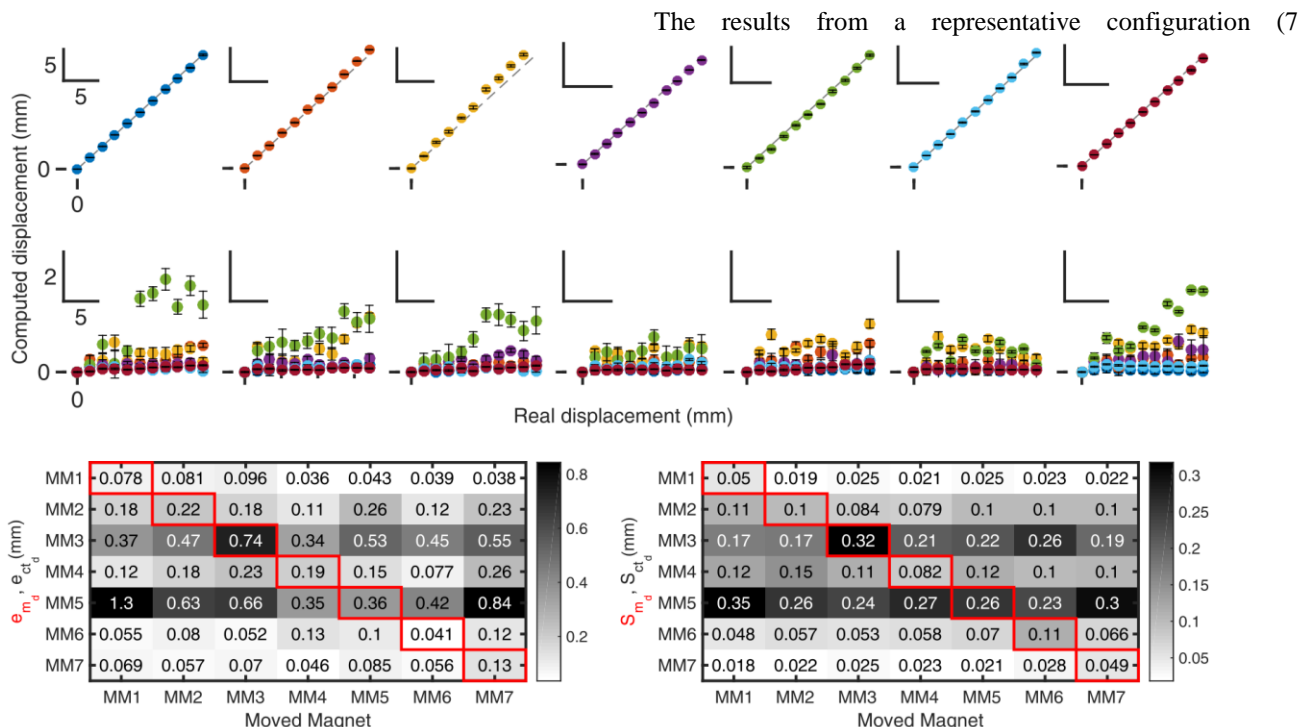 The results from a representative configuration (7
5
5
0
0
Computed displacement (mm)
2
5
0
0
Real displacement (mm)
MM1 0.078 0.081 0.096 0.036 0.043 0.039 0.038
MM2 0.18 0.22 0.18 0.11 0.26 0.12 0.23
MM3 0.37 0.47 0.74 0.34 0.53 0.45 0.55
MM4 0.12 0.18 0.23 0.19 0.15 0.077 0.26
MM5 1.3 0.63 0.66 0.35 0.36 0.42 0.84
MM6 0.055 0.08 0.052 0.13 0.1 0.041 0.12
MM7 0.069 0.057 0.07 0.046 0.085 0.056 0.13
MM1 MM2 MM3 MM4 MM5 MM6 MM7
Moved Magnet
e_m_d , e_ct_d (mm)
0.8
0.6
0.4
0.2
MM1 0.05 0.019 0.025 0.021 0.025 0.023 0.022
MM2 0.11 0.1 0.084 0.079 0.1 0.1 0.1
MM3 0.17 0.17 0.32 0.21 0.22 0.26 0.19
MM4 0.12 0.15 0.11 0.082 0.12 0.1 0.1
MM5 0.35 0.26 0.24 0.27 0.26 0.23 0.3
MM6 0.048 0.057 0.053 0.058 0.07 0.11 0.066
MM7 0.018 0.022 0.025 0.023 0.021 0.028 0.049
MM1 MM2 MM3 MM4 MM5 MM6 MM7
Moved Magnet
S_m_d , S_ct_d (mm)
0.3
0.25
0.2
0.15
0.1
0.05